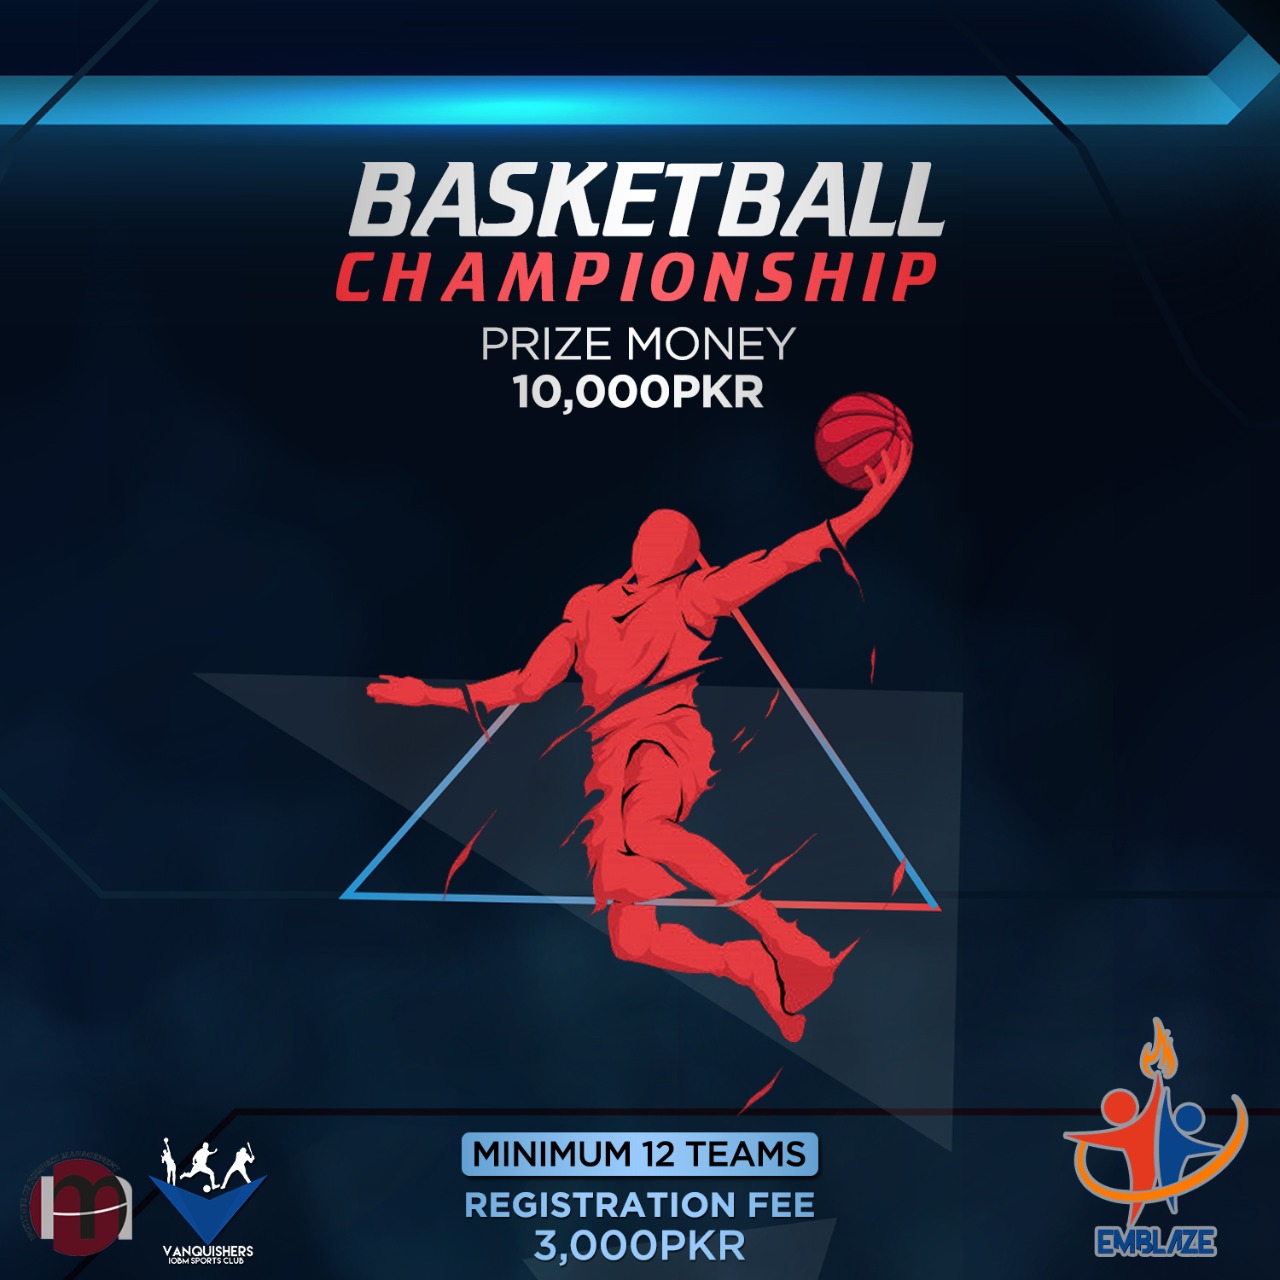 BASKETBALL
CHAMPIONSHIP
PRIZE MONEY
10,000PKR
MINIMUM 12 TEAMS
REGISTRATION FEE
3,000PKR
VANQUISHERS
IOBM SPORTS CLUB
EMBLAZE